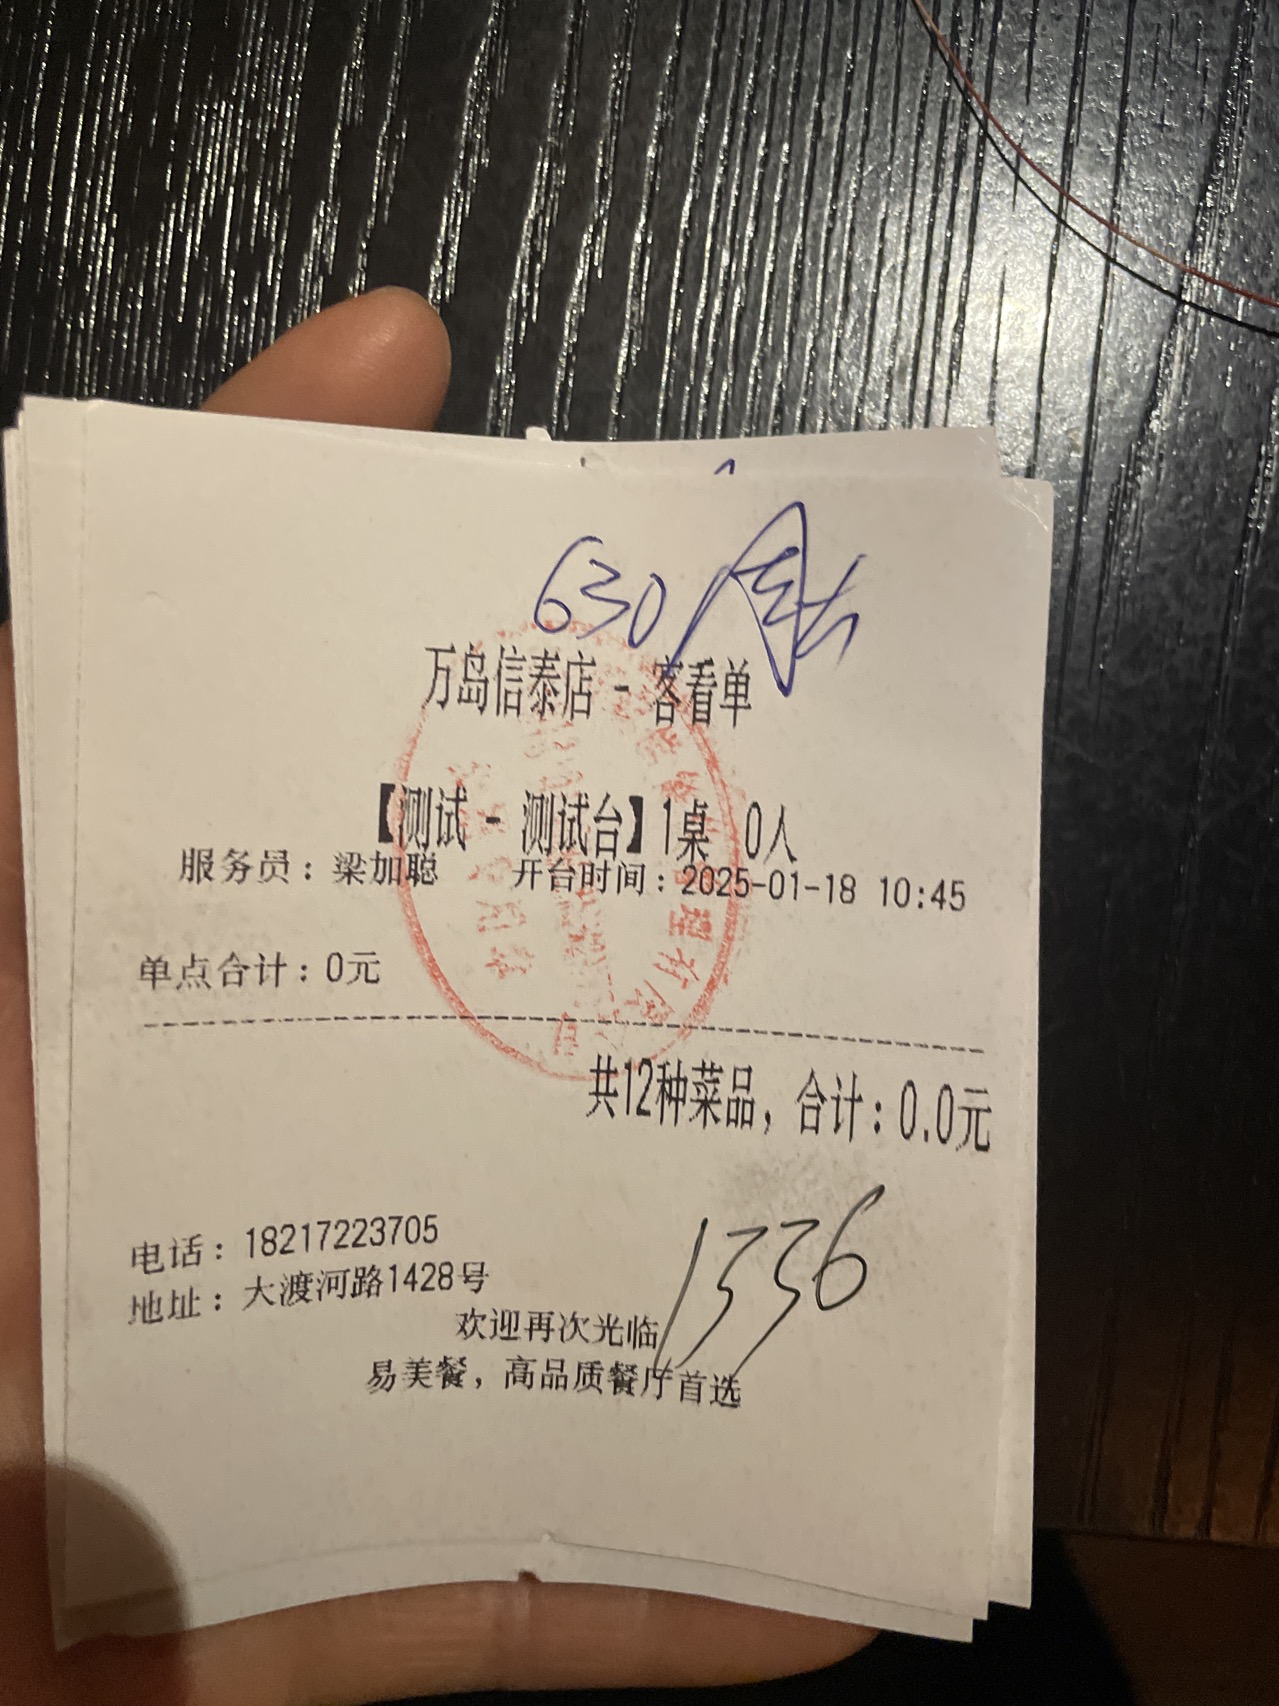 630
万岛信泰店 - 客看单
【测试 - 测试台】1桌 0人
服务员：梁加聪 开台时间：2025-01-18 10:45
单点合计：0元
共12种菜品，合计：0.0元
1336
电话：18217223705
地址：大渡河路1428号
欢迎再次光临
易美餐，高品质餐厅首选